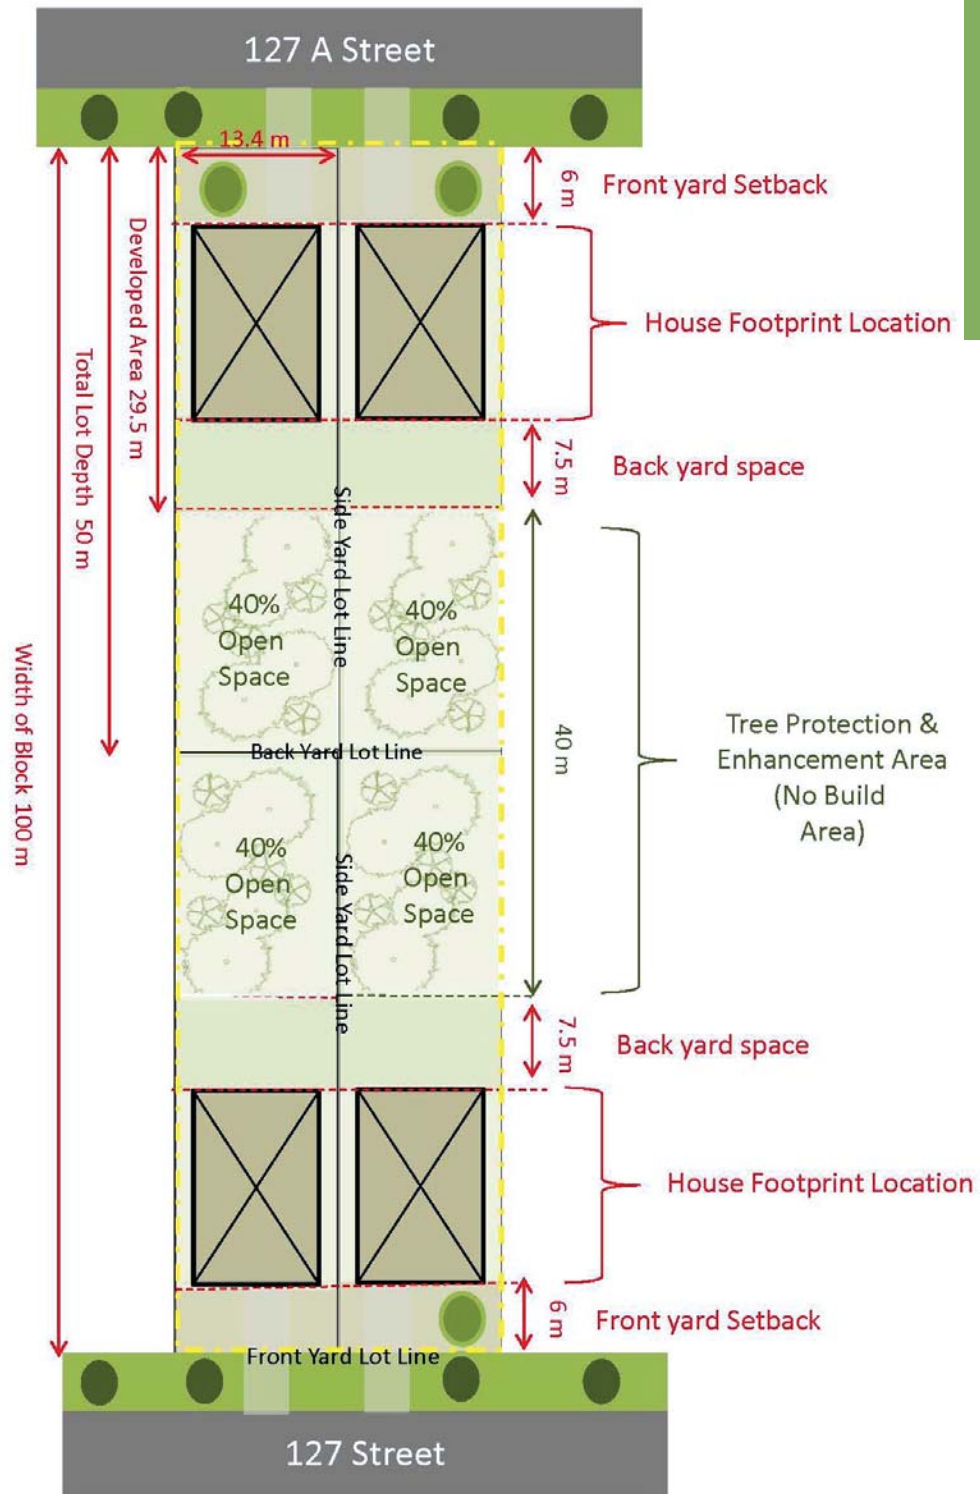 127 A Street
13.4 m
6 m
Front yard Setback
Developed Area 29.5 m
House Footprint Location
Total Lot Depth 50 m
7.5 m
Back yard space
Side Yard Lot Line
40%
Open
Space
40%
Open
Space
Width of Block 100 m
40 m
Tree Protection &
Enhancement Area
(No Build
Area)
Back Yard Lot Line
40%
Open
Space
40%
Open
Space
Side Yard Lot Line
7.5 m
Back yard space
House Footprint Location
6 m
Front yard Setback
Front Yard Lot Line
127 Street